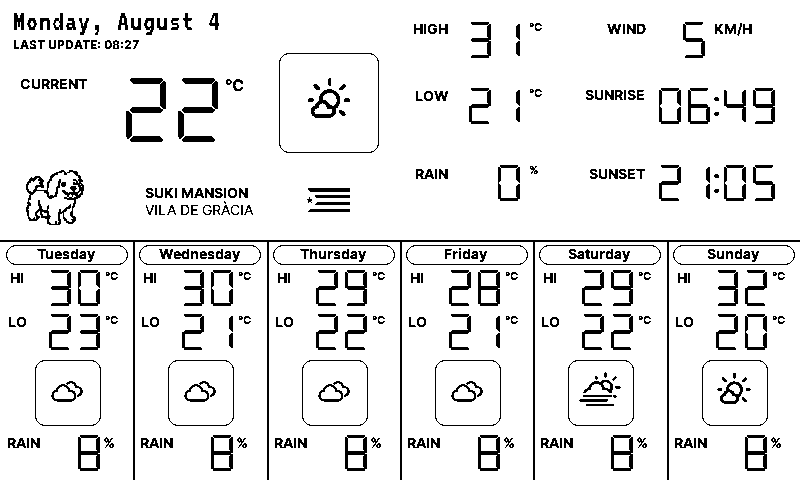 Monday, August 4
LAST UPDATE: 08:27
CURRENT 22 °C
HIGH 31 °C
LOW 21 °C
RAIN 0 %
WIND 5 KM/H
SUNRISE 06:49
SUNSET 21:05
SUKI MANSION
VILA DE GRÀCIA
Tuesday
HI 30 °C
LO 23 °C
RAIN 8 %
Wednesday
HI 30 °C
LO 21 °C
RAIN 8 %
Thursday
HI 29 °C
LO 22 °C
RAIN 8 %
Friday
HI 28 °C
LO 21 °C
RAIN 8 %
Saturday
HI 29 °C
LO 22 °C
RAIN 8 %
Sunday
HI 32 °C
LO 20 °C
RAIN 8 %